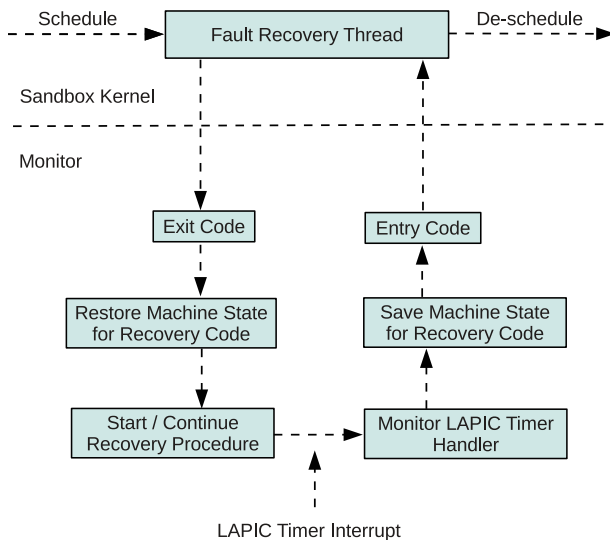 Schedule
De-schedule
Fault Recovery Thread
Sandbox Kernel
Monitor
Exit Code
Entry Code
Restore Machine State
for Recovery Code
Save Machine State
for Recovery Code
Start / Continue
Recovery Procedure
Monitor LAPIC Timer
Handler
LAPIC Timer Interrupt